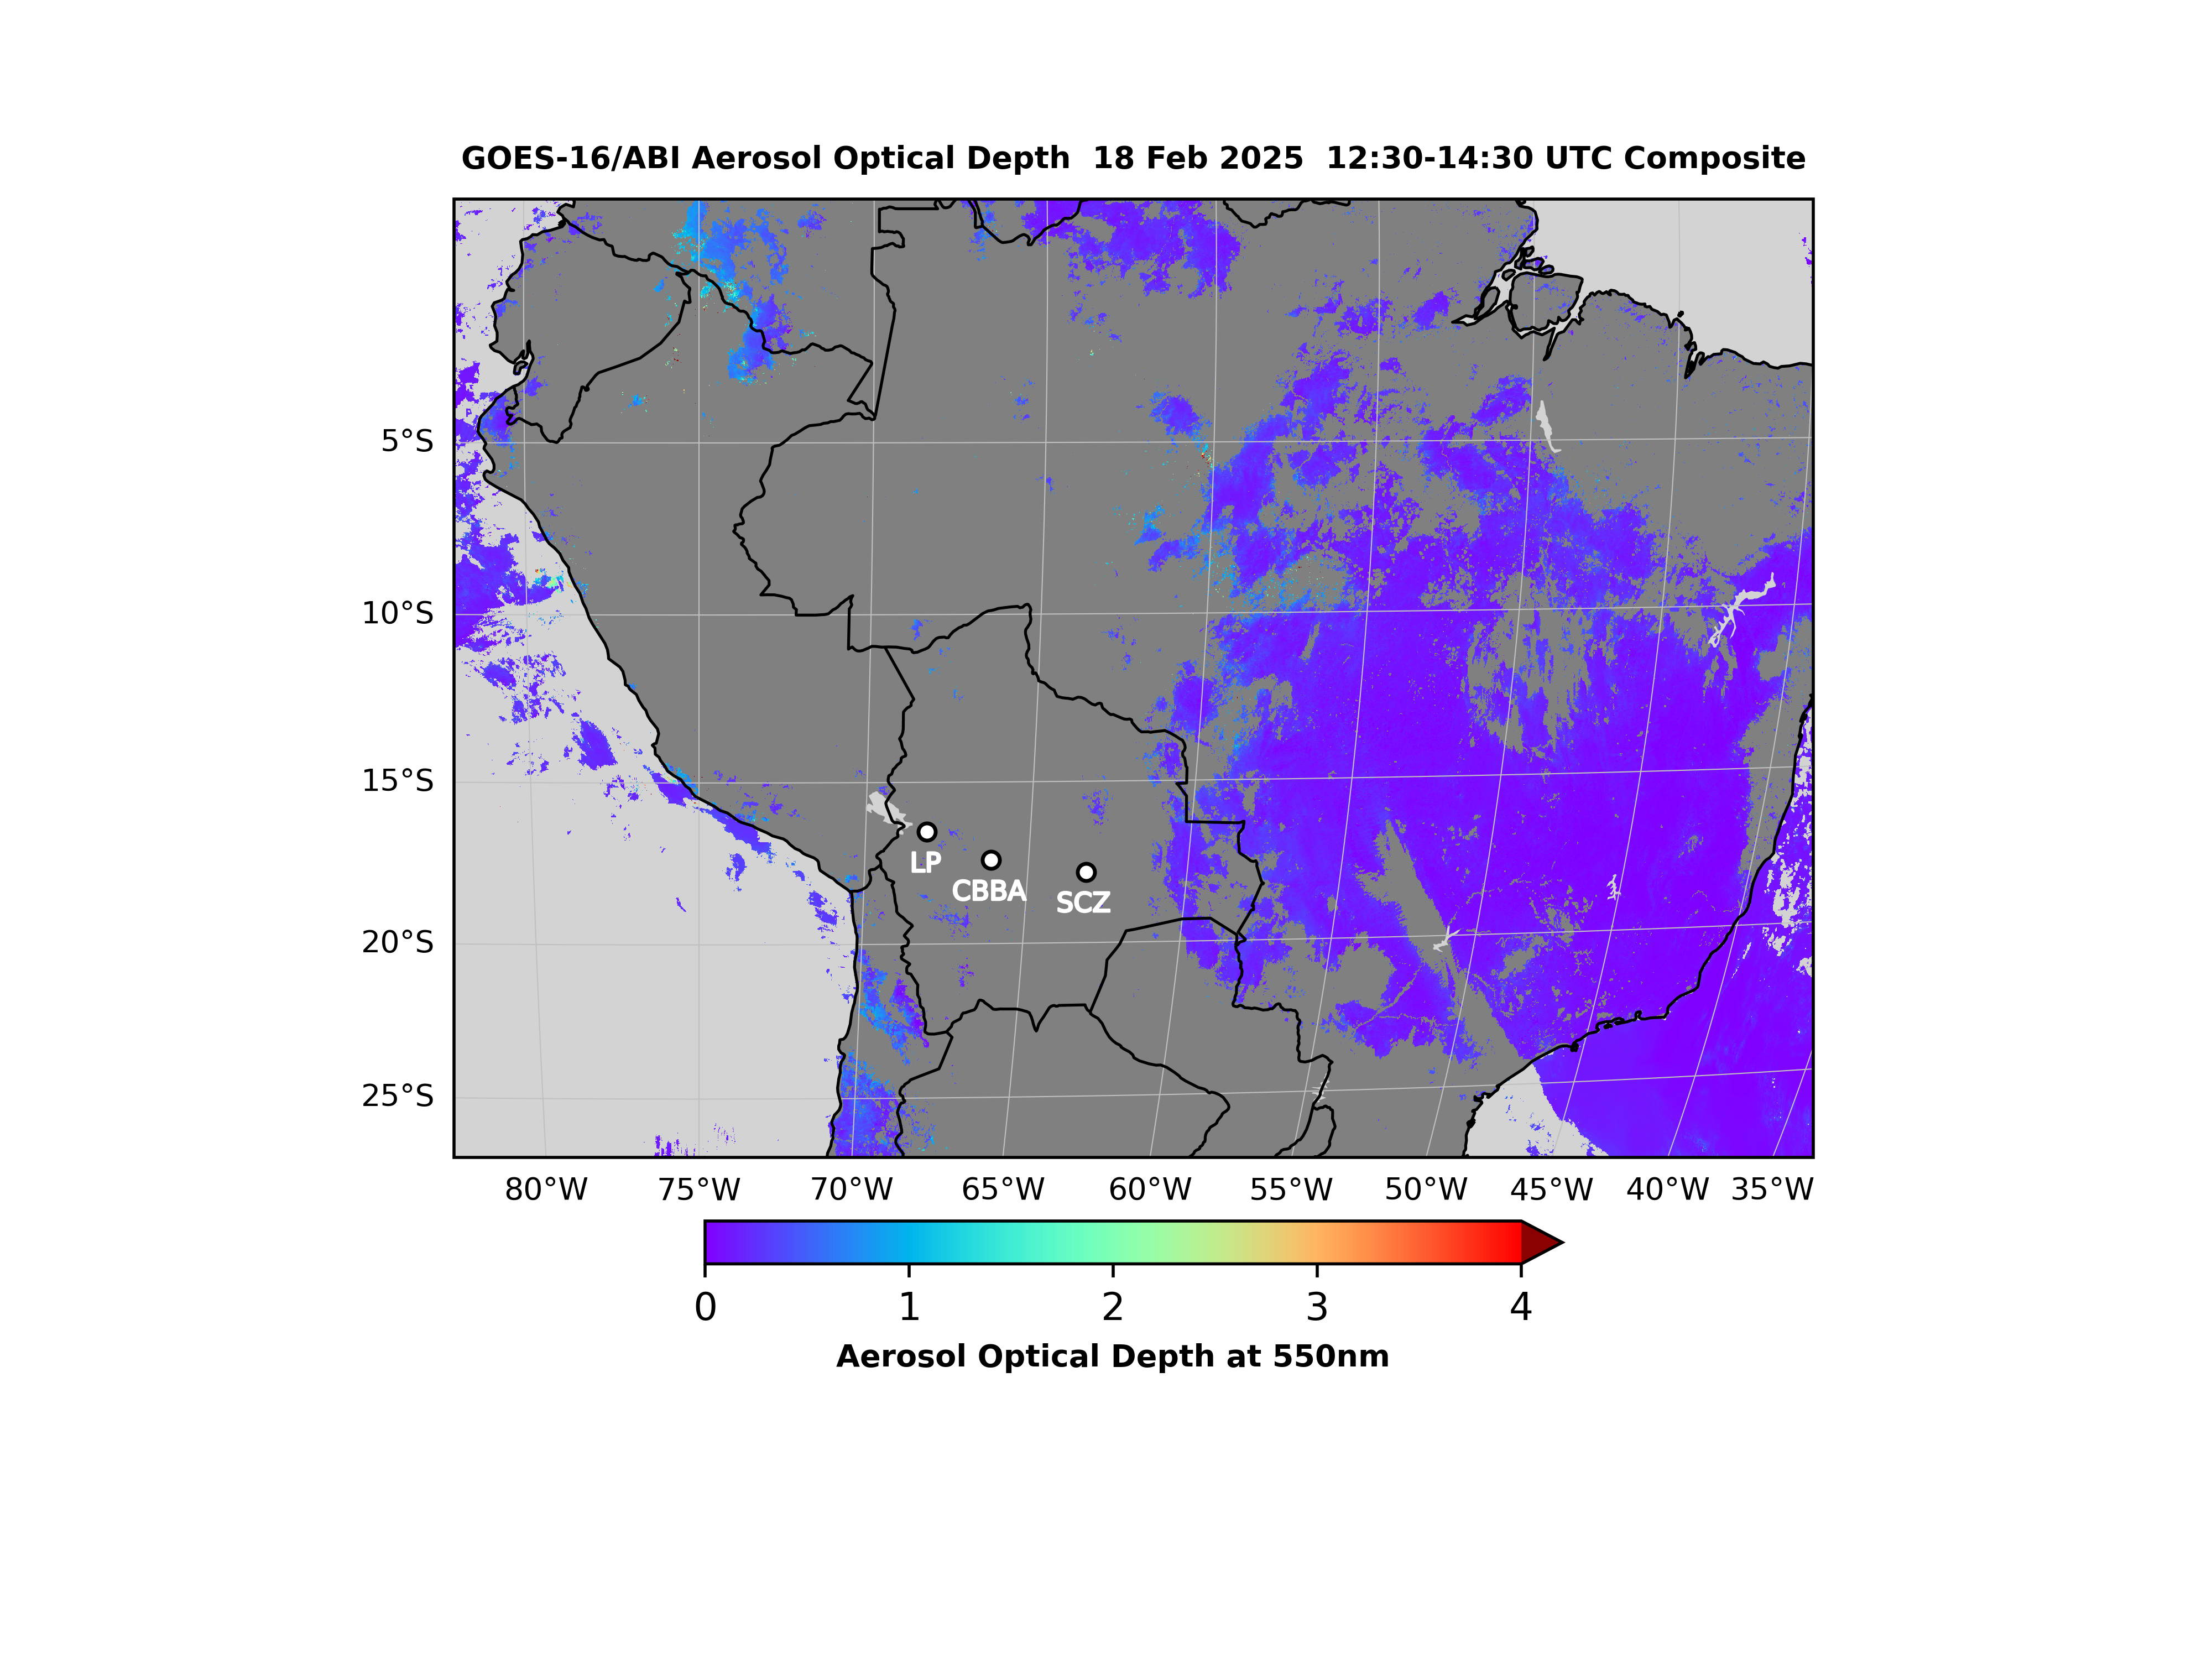 GOES-16/ABI Aerosol Optical Depth  18 Feb 2025  12:30-14:30 UTC Composite
5°S
10°S
15°S
LP
CBBA
SCZ
20°S
25°S
80°W 75°W 70°W 65°W 60°W 55°W 50°W 45°W 40°W 35°W
0 1 2 3 4
Aerosol Optical Depth at 550nm